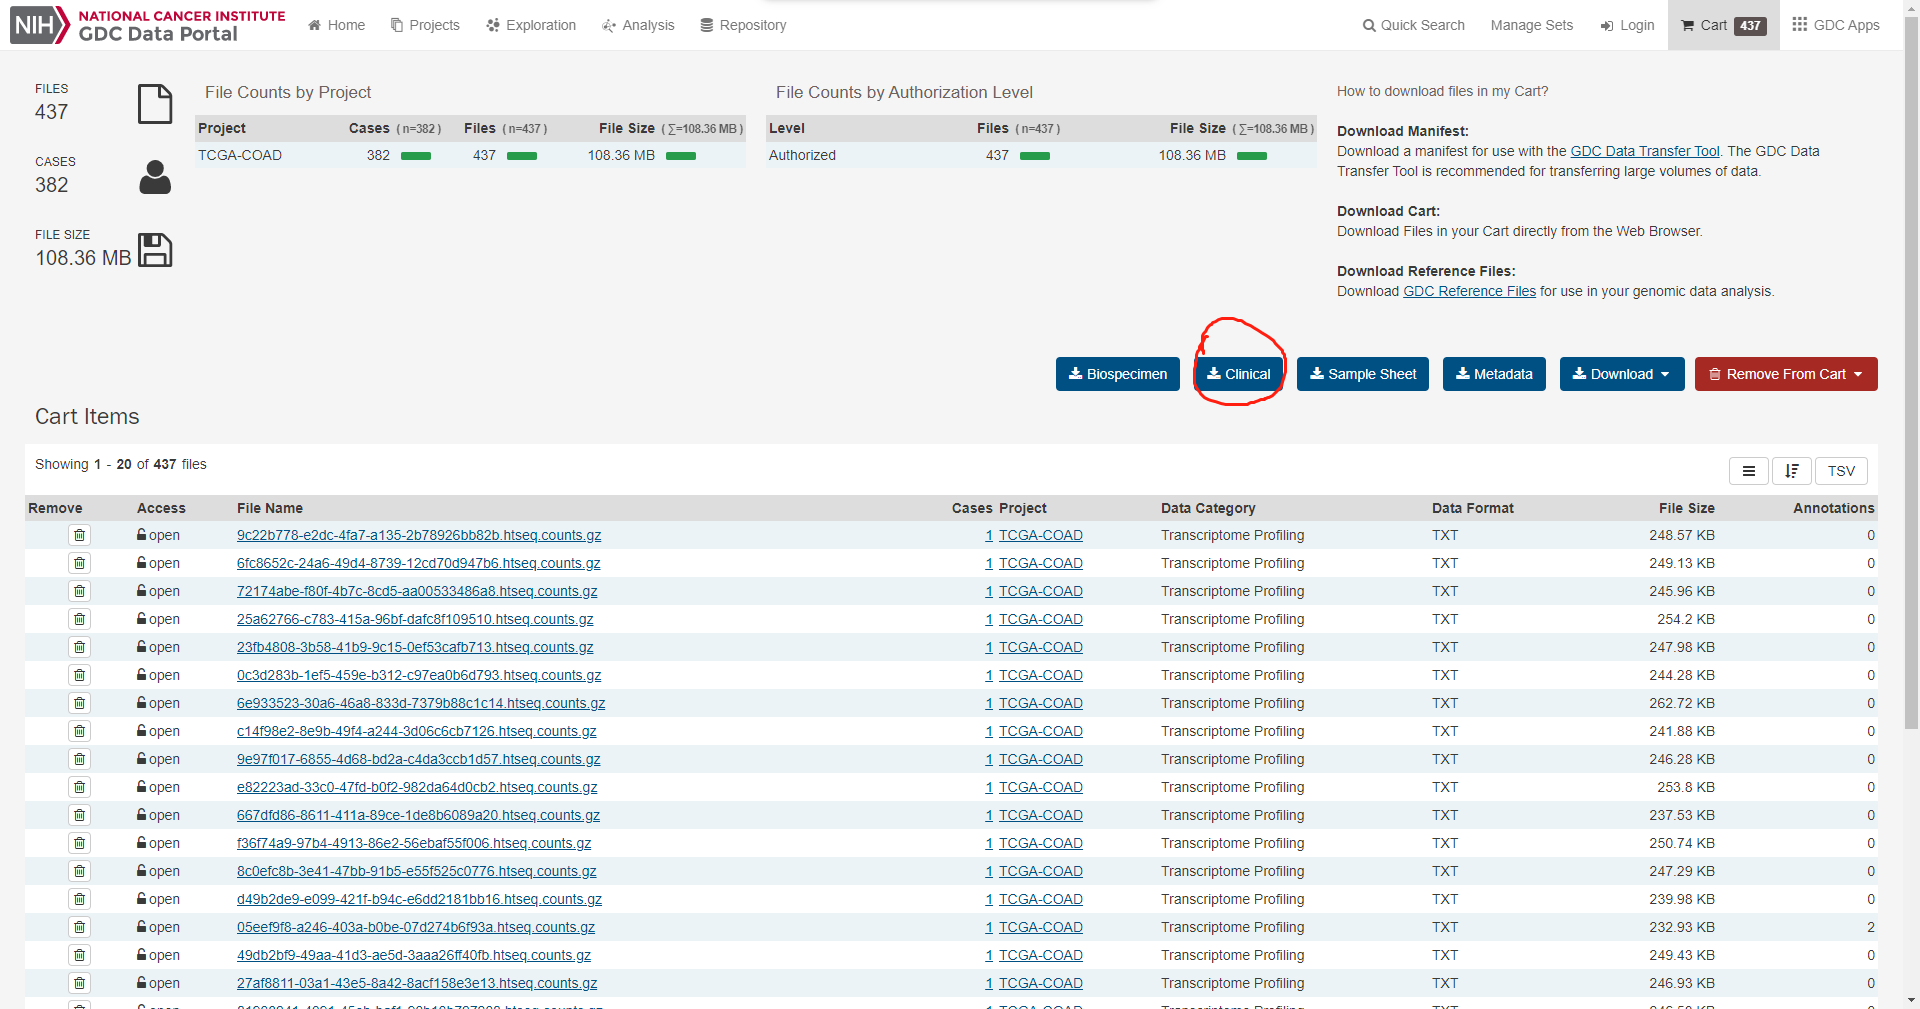 NIH NATIONAL CANCER INSTITUTE
GDC Data Portal
Home Projects Exploration Analysis Repository
Quick Search Manage Sets Login Cart 437 GDC Apps
FILES
437
CASES
382
FILE SIZE
108.36 MB
File Counts by Project
Project Cases (n=382) Files (n=437) File Size (∑=108.36 MB)
TCGA-COAD 382 437 108.36 MB
File Counts by Authorization Level
Level Files (n=437) File Size (∑=108.36 MB)
Authorized 437 108.36 MB
How to download files in my Cart?
Download Manifest:
Download a manifest for use with the GDC Data Transfer Tool. The GDC Data
Transfer Tool is recommended for transferring large volumes of data.
Download Cart:
Download Files in your Cart directly from the Web Browser.
Download Reference Files:
Download GDC Reference Files for use in your genomic data analysis.
Biospecimen Clinical Sample Sheet Metadata Download Remove From Cart
Cart Items
Showing 1 - 20 of 437 files
TSV
Remove Access File Name Cases Project Data Category Data Format File Size Annotations
open 9c22b778-e2dc-4fa7-a135-2b78926bb82b.htseq.counts.gz 1 TCGA-COAD Transcriptome Profiling TXT 248.57 KB 0
open 6fc8652c-24a6-49d4-8739-12cd70d947b6.htseq.counts.gz 1 TCGA-COAD Transcriptome Profiling TXT 249.13 KB 0
open 72174abe-f80f-4b7c-8cd5-aa00533486a8.htseq.counts.gz 1 TCGA-COAD Transcriptome Profiling TXT 245.96 KB 0
open 25a62766-c783-415a-96bf-dafc8f109510.htseq.counts.gz 1 TCGA-COAD Transcriptome Profiling TXT 254.2 KB 0
open 23fb4808-3b58-41b9-9c15-0ef53cafb713.htseq.counts.gz 1 TCGA-COAD Transcriptome Profiling TXT 247.98 KB 0
open 0c3d283b-1ef5-459e-b312-c97ea0b6d793.htseq.counts.gz 1 TCGA-COAD Transcriptome Profiling TXT 244.28 KB 0
open 6e933523-30a6-46a8-833d-7379b88c1c14.htseq.counts.gz 1 TCGA-COAD Transcriptome Profiling TXT 262.72 KB 0
open c14f98e2-8e9b-49f4-a244-3d06c6cb7126.htseq.counts.gz 1 TCGA-COAD Transcriptome Profiling TXT 241.88 KB 0
open 9e97f017-6855-4d68-bd2a-c4da3ccb1d57.htseq.counts.gz 1 TCGA-COAD Transcriptome Profiling TXT 246.28 KB 0
open e82223ad-33c0-47fd-b0f2-982da64d0cb2.htseq.counts.gz 1 TCGA-COAD Transcriptome Profiling TXT 253.8 KB 0
open 667dfd86-8611-411a-89ce-1de8b6089a20.htseq.counts.gz 1 TCGA-COAD Transcriptome Profiling TXT 237.53 KB 0
open f36f74a9-97b4-4913-86e2-56ebaf55f006.htseq.counts.gz 1 TCGA-COAD Transcriptome Profiling TXT 250.74 KB 0
open 8c0efc8b-3e41-47bb-91b5-e55f525c0776.htseq.counts.gz 1 TCGA-COAD Transcriptome Profiling TXT 247.29 KB 0
open d49b2de9-e099-421f-b94c-e6dd2181bb16.htseq.counts.gz 1 TCGA-COAD Transcriptome Profiling TXT 239.98 KB 0
open 05eef9f8-a246-403a-b0be-07d274b6f93a.htseq.counts.gz 1 TCGA-COAD Transcriptome Profiling TXT 232.93 KB 2
open 49db2bf9-49aa-41d3-ae5d-3aaa26ff40fb.htseq.counts.gz 1 TCGA-COAD Transcriptome Profiling TXT 249.43 KB 0
open 27af8811-03a1-43e5-8a42-8acf158e3e13.htseq.counts.gz 1 TCGA-COAD Transcriptome Profiling TXT 246.93 KB 0